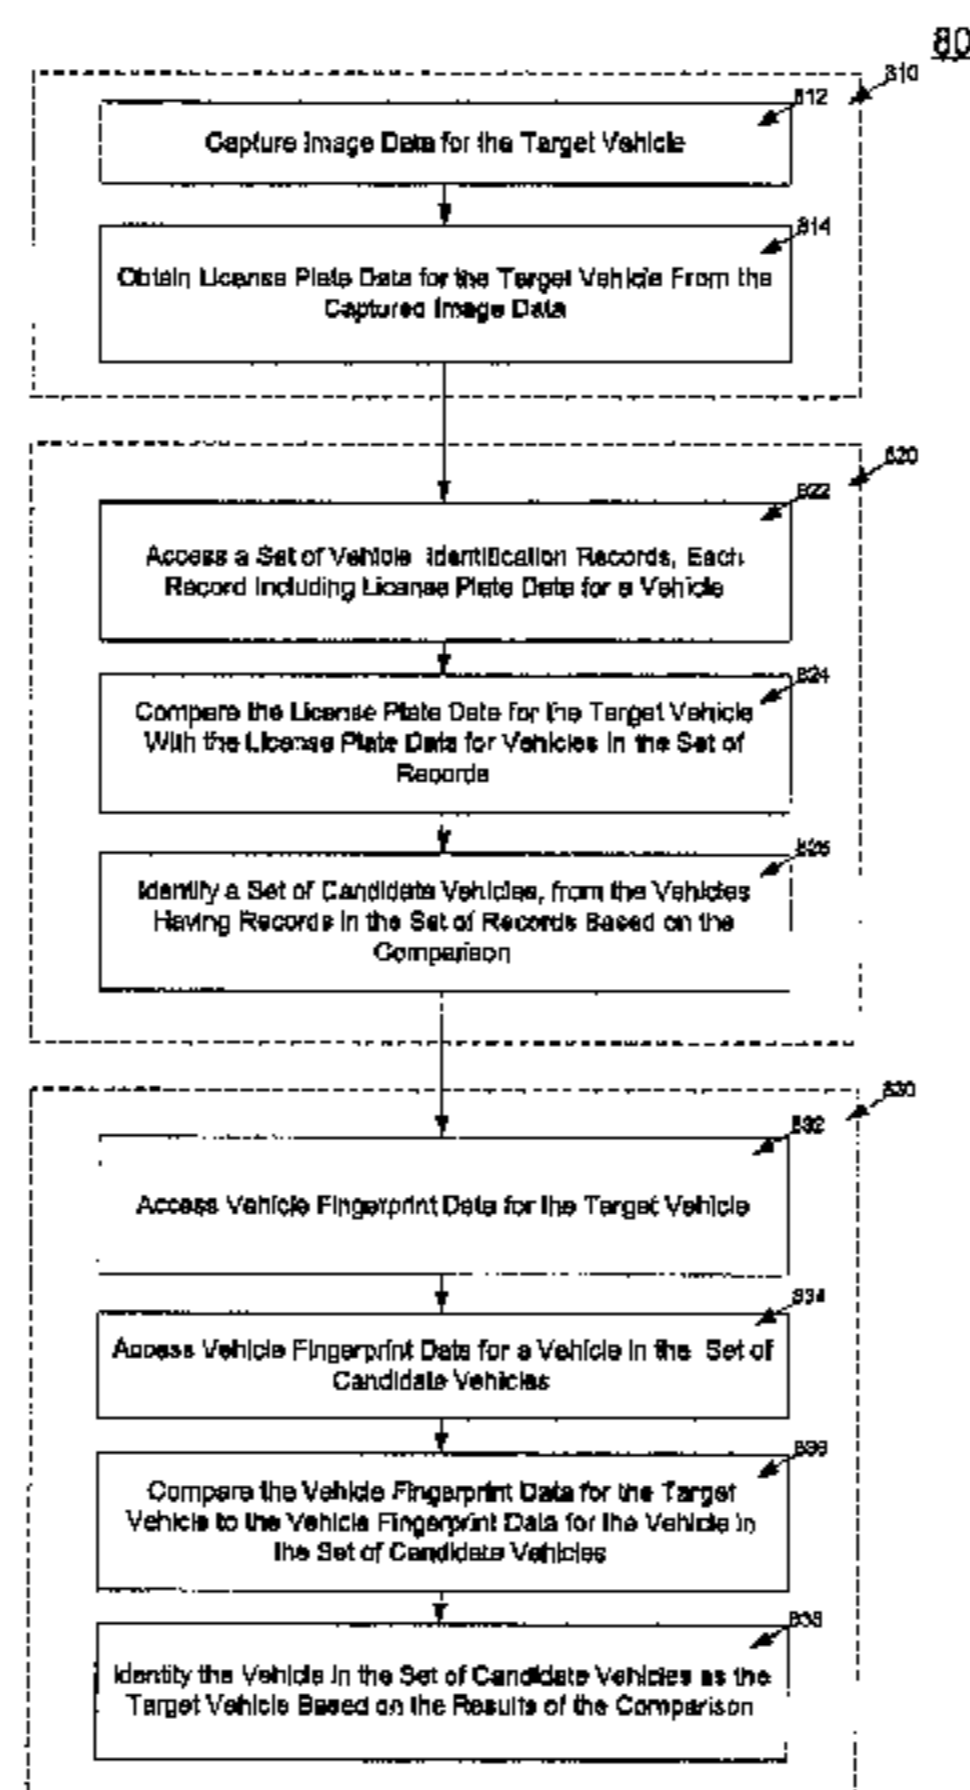 80
810
812
Capture Image Data for the Target Vehicle
814
Obtain License Plate Data for the Target Vehicle From the
Captured Image Data
820
822
Access a Set of Vehicle Identification Records, Each
Record Including License Plate Data for a Vehicle
824
Compare the License Plate Data for the Target Vehicle
With the License Plate Data for Vehicles in the Set of
Records
826
Identify a Set of Candidate Vehicles, from the Vehicles
Having Records in the Set of Records Based on the
Comparison
830
832
Access Vehicle Fingerprint Data for the Target Vehicle
834
Access Vehicle Fingerprint Data for a Vehicle in the Set of
Candidate Vehicles
836
Compare the Vehicle Fingerprint Data for the Target
Vehicle to the Vehicle Fingerprint Data for the Vehicle in
the Set of Candidate Vehicles
838
Identity the Vehicle in the Set of Candidate Vehicles as the
Target Vehicle Based on the Results of the Comparison